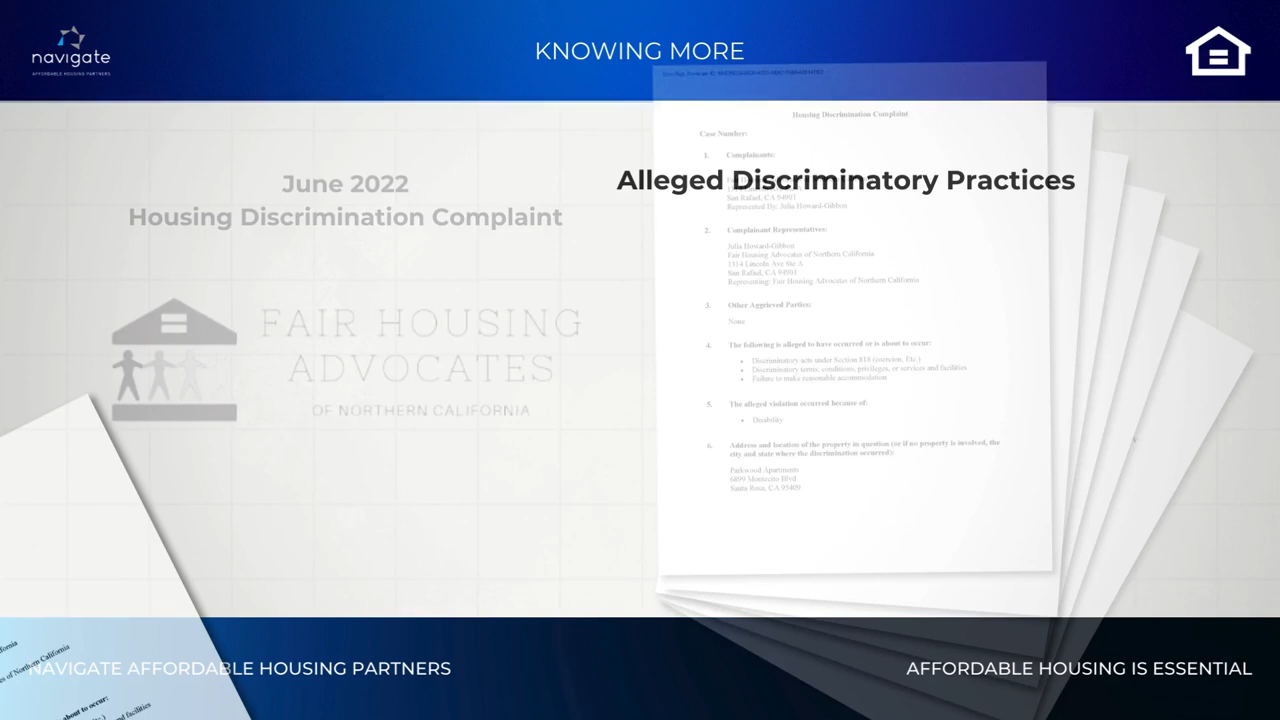 navigate
AFFORDABLE HOUSING PARTNERS
KNOWING MORE
June 2022
Housing Discrimination Complaint
FAIR HOUSING
ADVOCATES
OF NORTHERN CALIFORNIA
Alleged Discriminatory Practices
Housing Discrimination Complaint
Case Number:
1. Complainants:
San Rafael, CA 94901
Represented By: Julia Howard-Gibbon
2. Complainant Representatives:
Julia Howard-Gibbon
Fair Housing Advocates of Northern California
1314 Lincoln Ave Ste A
San Rafael, CA 94901
Representing: Fair Housing Advocates of Northern California
3. Other Aggrieved Parties:
None
4. The following is alleged to have occurred or is about to occur:
• Discriminatory acts under Section 818 (coercion, Etc.)
• Discriminatory terms, conditions, privileges, or services and facilities
• Failure to make reasonable accommodation
5. The alleged violation occurred because of:
• Disability
6. Address and location of the property in question (or if no property is involved, the
city and state where the discrimination occurred):
Parkwood Apartments
6899 Montecito Blvd
Santa Rosa, CA 95409
of Northern California
about to occur:
facilities
NAVIGATE AFFORDABLE HOUSING PARTNERS
AFFORDABLE HOUSING IS ESSENTIAL